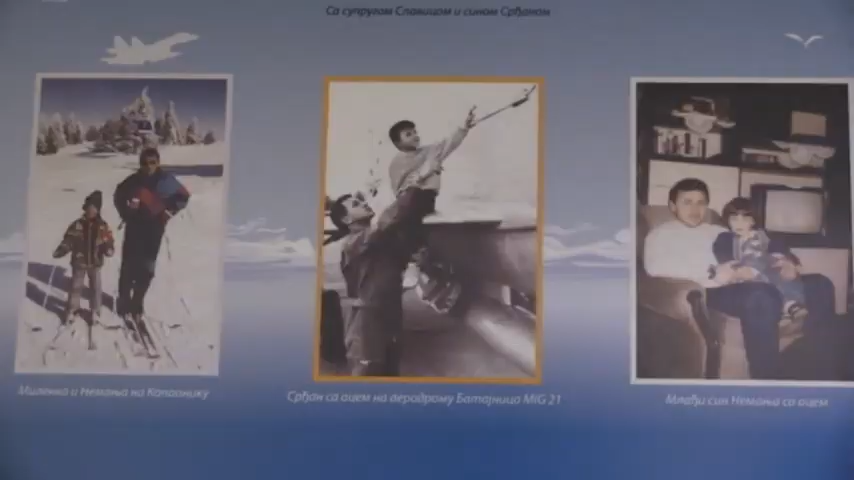 Са супругом Славицом и сином Срђаном
Миленко и Немања на Копаонику
Срђан са оцем на аеродрому Батајница MiG 21
Млађи син Немања са оцем